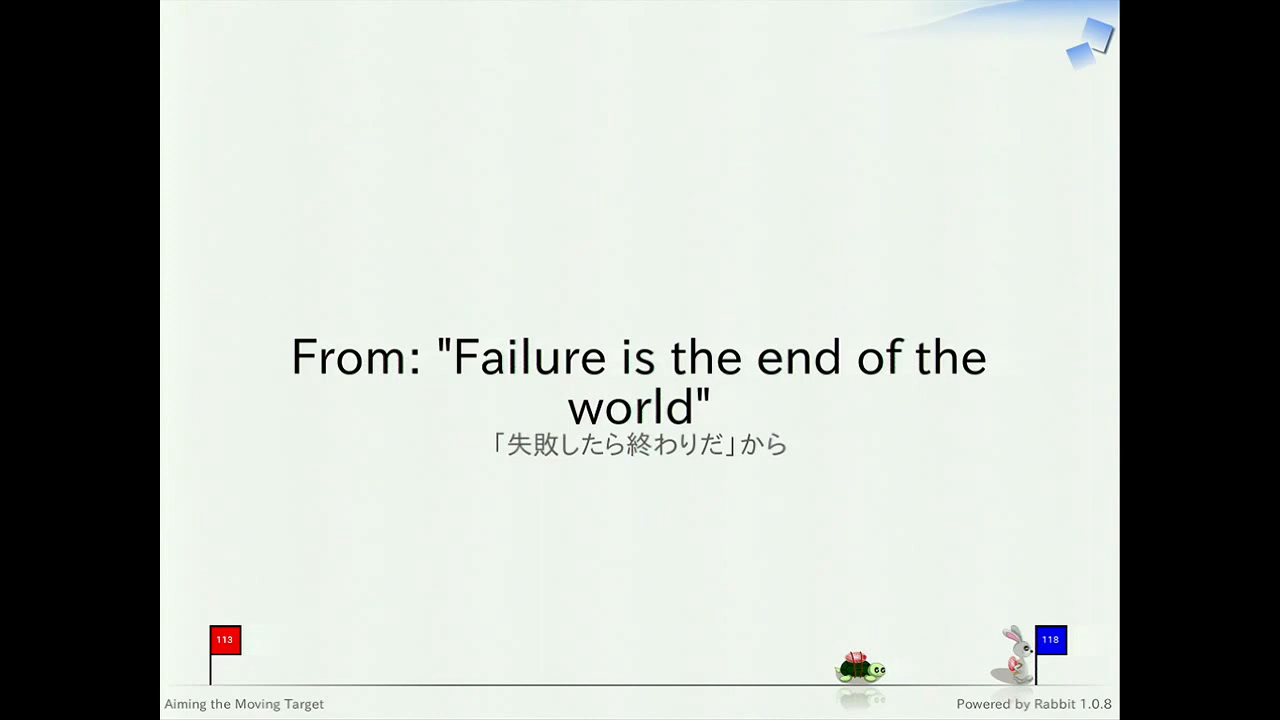 From: "Failure is the end of the
world"
「失敗したら終わりだ」から
113
118
Aiming the Moving Target
Powered by Rabbit 1.0.8